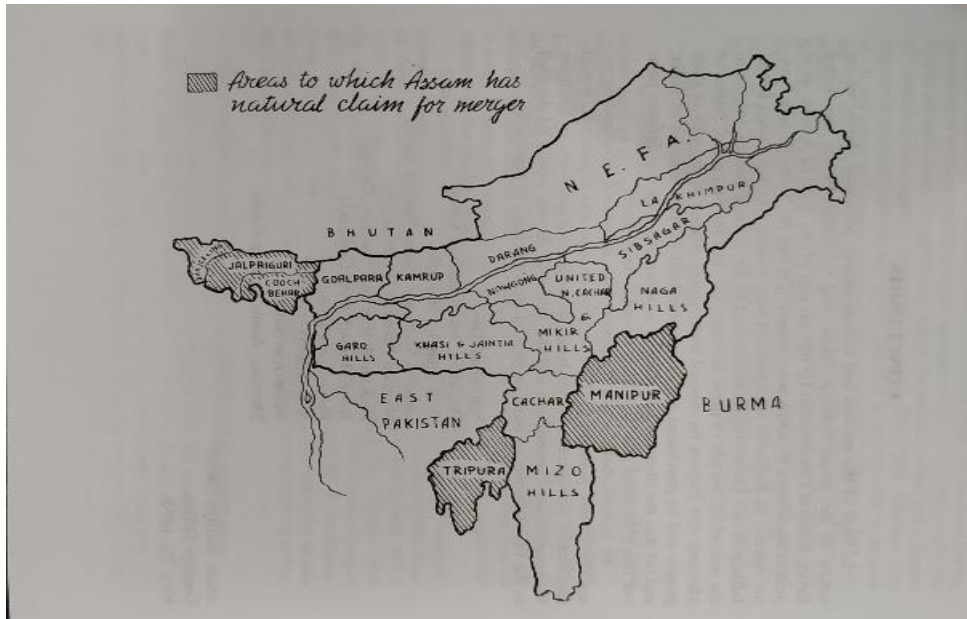 Areas to which Assam has
natural claim for merger
N. E. F. A.
LAKHIMPUR
BHUTAN
SIBSAGAR
DARANG
JALPAIGURI
GOALPARA
KAMRUP
COOCH
BEHAR
NOWGONG
UNITED
N. CACHAR
&
MIKIR
HILLS
NAGA
HILLS
GARO
HILLS
KHASI & JAINTIA
HILLS
EAST
PAKISTAN
CACHAR
MANIPUR
BURMA
TRIPURA
MIZO
HILLS